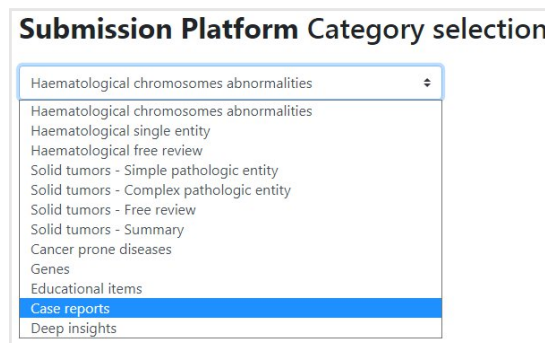 Submission Platform Category selection
Haematological chromosomes abnormalities
Haematological chromosomes abnormalities
Haematological single entity
Haematological free review
Solid tumors - Simple pathologic entity
Solid tumors - Complex pathologic entity
Solid tumors - Free review
Solid tumors - Summary
Cancer prone diseases
Genes
Educational items
Case reports
Deep insights